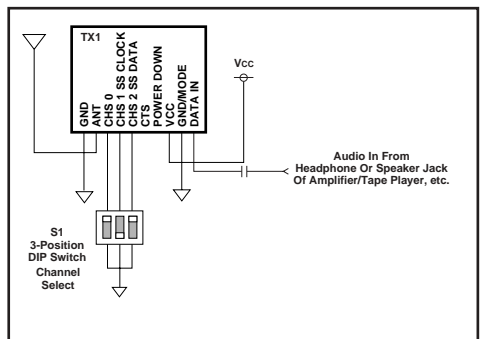 TX1
GND
ANT
CHS 0
CHS 1 SS CLOCK
CHS 2 SS DATA
CTS
POWER DOWN
VCC
GND/MODE
DATA IN
VCC
Audio In From
Headphone Or Speaker Jack
Of Amplifier/Tape Player, etc.
S1
3-Position
DIP Switch
Channel
Select